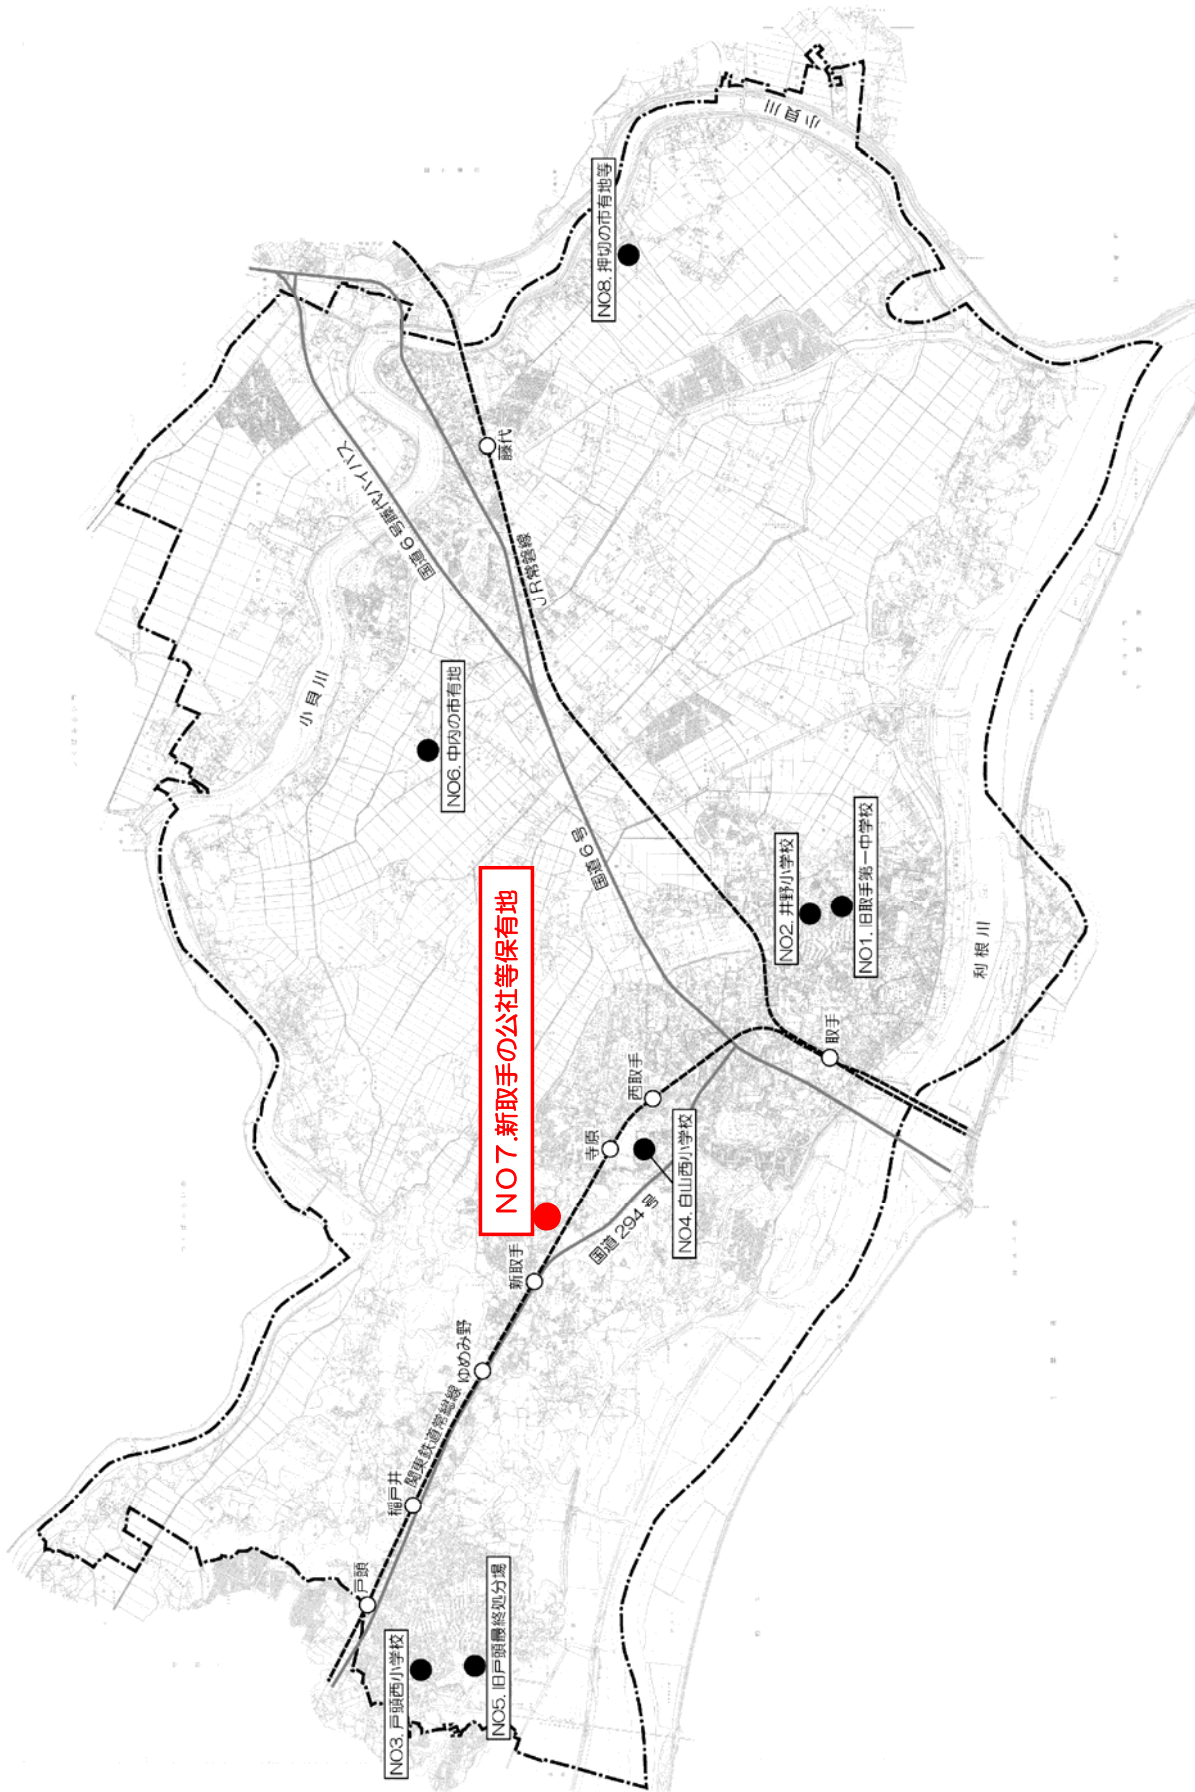 小貝川
NO8. 押切の市有地等
国道6号藤代バイパス
藤代
JR常磐線
小貝川
NO6. 中内の市有地
国道6号
NO2. 井野小学校
NO1. 旧取手第一中学校
利根川
NO7.新取手の公社等保有地
取手
西取手
寺原
NO4. 白山西小学校
国道294号
新取手
ゆめみ野
関東鉄道常総線
稲戸井
戸頭
NO3. 戸頭西小学校
NO5. 旧戸頭最終処分場